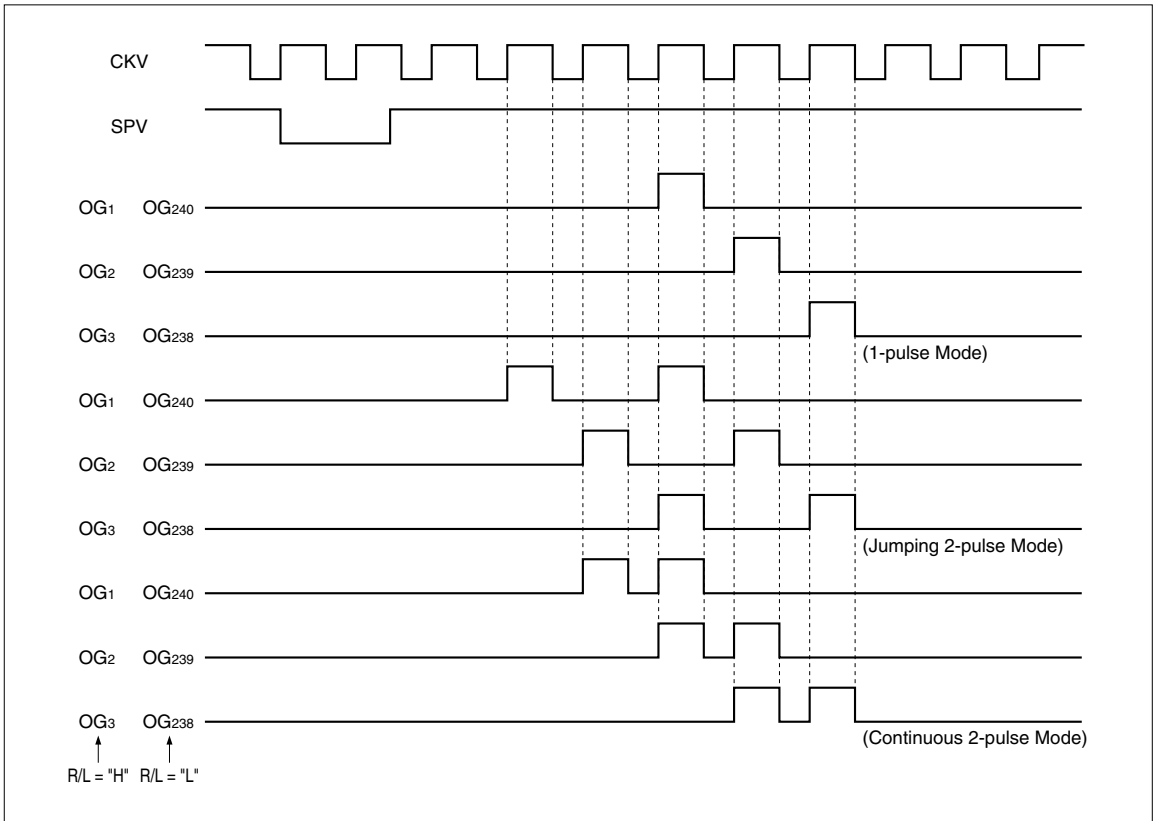 CKV
SPV
OG1 OG240
OG2 OG239
OG3 OG238
(1-pulse Mode)
OG1 OG240
OG2 OG239
OG3 OG238
(Jumping 2-pulse Mode)
OG1 OG240
OG2 OG239
OG3 OG238
(Continuous 2-pulse Mode)
R/L = "H" R/L = "L"